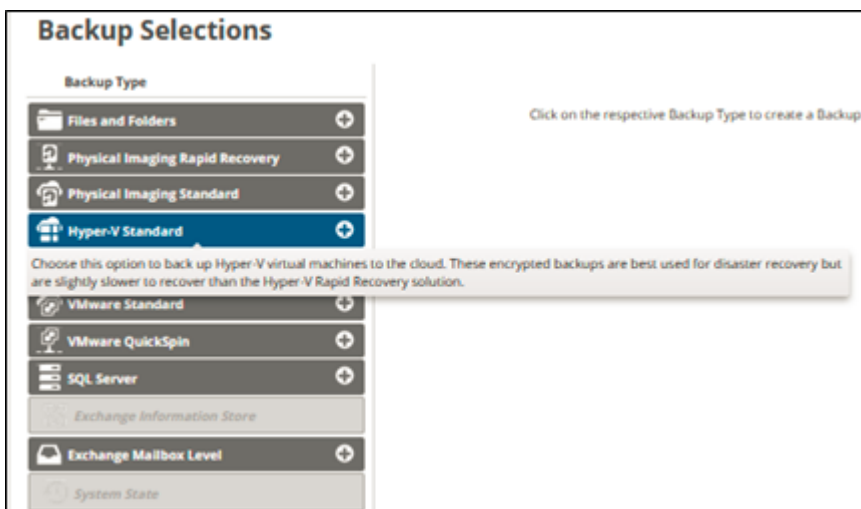 Backup Selections
Backup Type
Files and Folders
Click on the respective Backup Type to create a Backup
Physical Imaging Rapid Recovery
Physical Imaging Standard
Hyper-V Standard
Choose this option to back up Hyper-V virtual machines to the cloud. These encrypted backups are best used for disaster recovery but
are slightly slower to recover than the Hyper-V Rapid Recovery solution.
VMware Standard
VMware QuickSpin
SQL Server
Exchange Information Store
Exchange Mailbox Level
System State